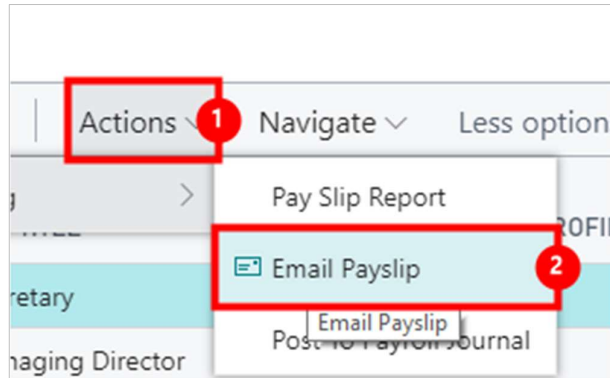 Actions 1 Navigate Less option
g Pay Slip Report
Email Payslip 2
retary
Email Payslip
Post To Payroll Journal
naging Director